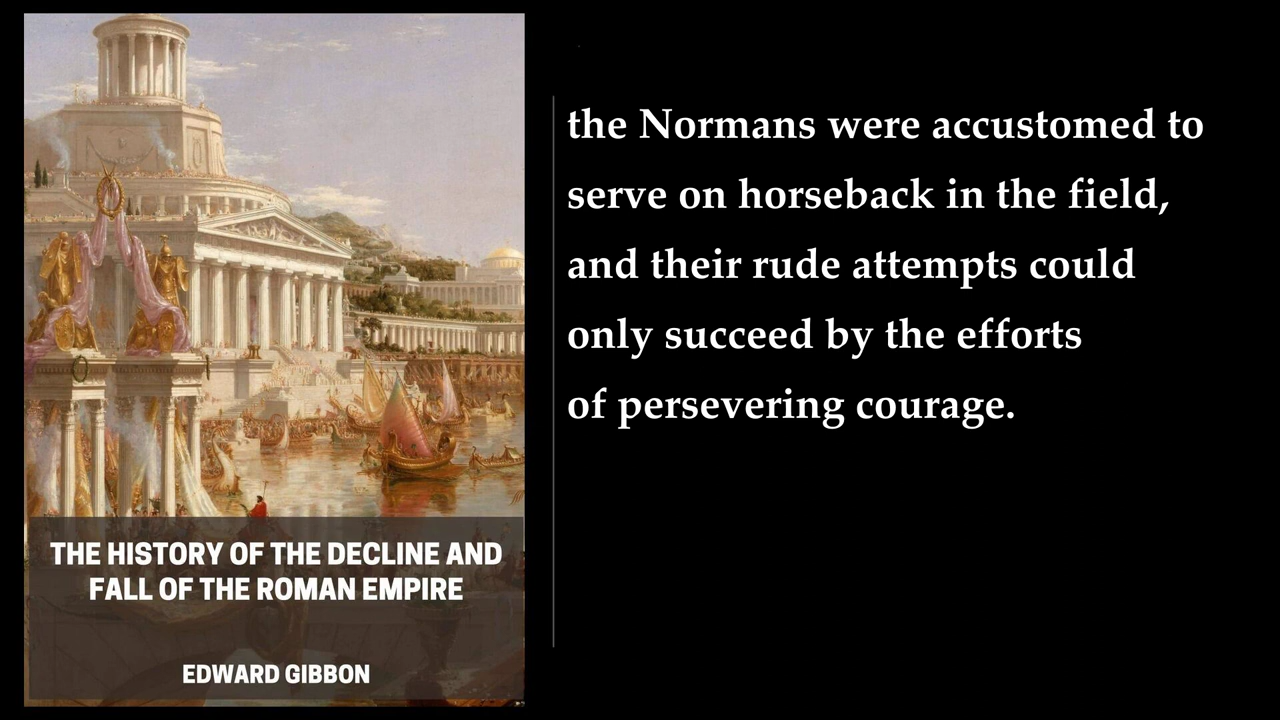 THE HISTORY OF THE DECLINE AND
FALL OF THE ROMAN EMPIRE
EDWARD GIBBON
the Normans were accustomed to
serve on horseback in the field,
and their rude attempts could
only succeed by the efforts
of persevering courage.